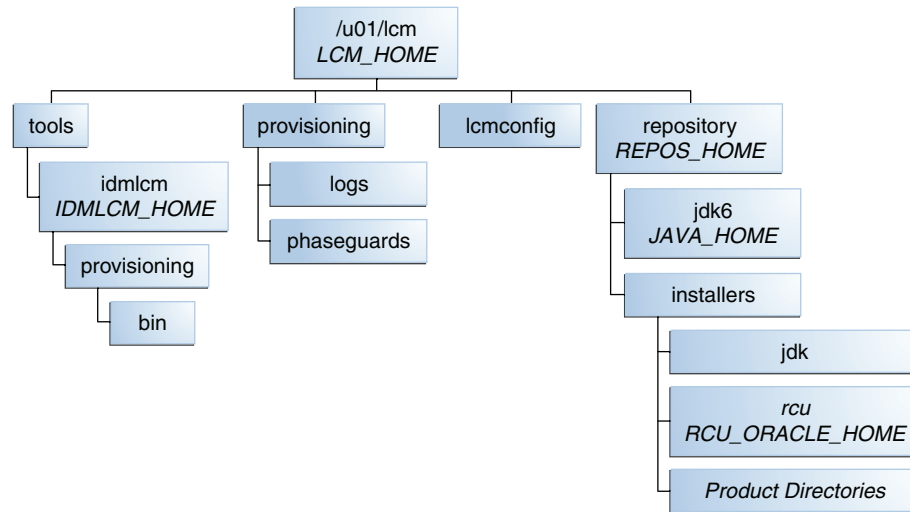 /u01/lcm
LCM_HOME
tools
provisioning
lcmconfig
repository
REPOS_HOME
idmlcm
IDMLCM_HOME
provisioning
bin
logs
phaseguards
jdk6
JAVA_HOME
installers
jdk
rcu
RCU_ORACLE_HOME
Product Directories